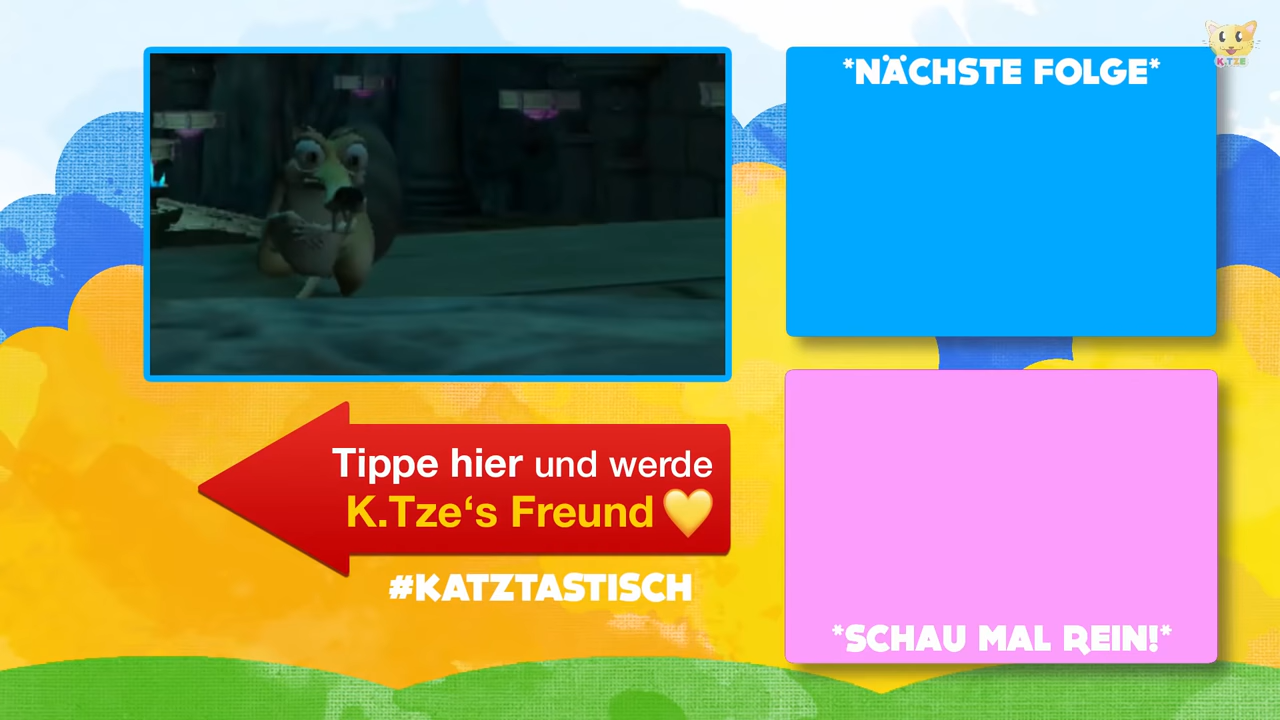 *NÄCHSTE FOLGE*
K.TZE
Tippe hier und werde
K.Tze‘s Freund💛
#KATZTASTISCH
*SCHAU MAL REIN!*